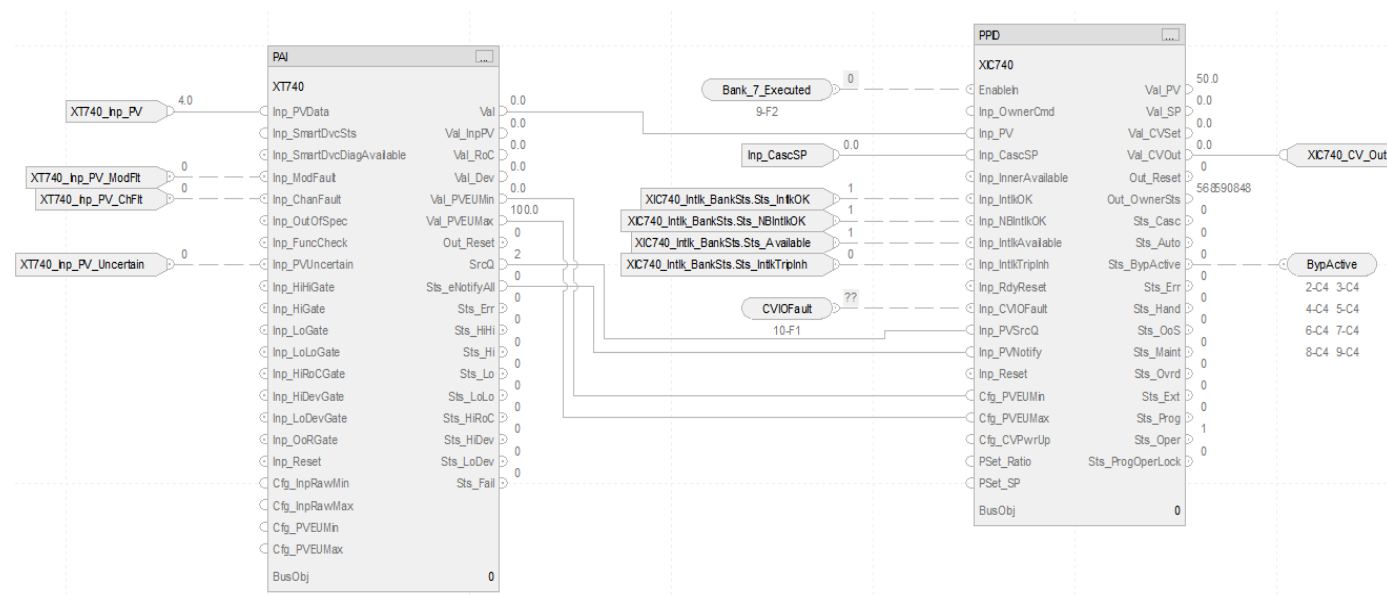 PAI ...
XT740
XT740_Inp_PV
4.0
Inp_PVData
Val
0.0
Inp_SmartDvcSts
Val_InpPV
0.0
Inp_SmartDvcDiagAvailable
Val_RoC
0.0
XT740_Inp_PV_ModFlt
0
Inp_ModFault
Val_Dev
0.0
XT740_Inp_PV_ChFlt
0
Inp_ChanFault
Val_PVEUMin
0.0
Inp_OutOfSpec
Val_PVEUMax
100.0
Inp_FuncCheck
Out_Reset
0
XT740_Inp_PV_Uncertain
0
Inp_PVUncertain
SrcQ
2
Inp_HiHiGate
Sts_eNotifyAll
0
Inp_HiGate
Sts_Err
0
Inp_LoGate
Sts_HiHi
0
Inp_LoLoGate
Sts_Hi
0
Inp_HiRoCGate
Sts_Lo
0
Inp_HiDevGate
Sts_LoLo
0
Inp_LoDevGate
Sts_HiRoC
0
Inp_OoRGate
Sts_HiDev
0
Inp_Reset
Sts_LoDev
0
Cfg_InpRawMin
Sts_Fail
0
Cfg_InpRawMax
Cfg_PVEUMin
Cfg_PVEUMax
BusObj
0
PPID ...
XIC740
Bank_7_Executed
0
9-F2
EnableIn
Val_PV
50.0
Inp_OwnerCmd
Val_SP
0.0
Inp_PV
Val_CVSet
0.0
Inp_CascSP
0.0
Inp_CascSP
Val_CVOut
0.0
XIC740_CV_Out
Inp_InnerAvailable
Out_Reset
0
XIC740_Intlk_BankSts.Sts_IntlkOK
1
Inp_IntlkOK
Out_OwnerSts
568590848
XIC740_Intlk_BankSts.Sts_NBIntlkOK
1
Inp_NBIntlkOK
Sts_Casc
0
XIC740_Intlk_BankSts.Sts_Available
1
Inp_IntlkAvailable
Sts_Auto
0
XIC740_Intlk_BankSts.Sts_IntlkTripInh
0
Inp_IntlkTripInh
Sts_BypActive
0
BypActive
2-C4 3-C4
4-C4 5-C4
6-C4 7-C4
8-C4 9-C4
Inp_RdyReset
Sts_Err
0
CVIOFault
??
10-F1
Inp_CVIOFault
Sts_Hand
0
Inp_PVSrcQ
Sts_OoS
0
Inp_PVNotify
Sts_Maint
0
Inp_Reset
Sts_Ovrd
0
Cfg_PVEUMin
Sts_Ext
0
Cfg_PVEUMax
Sts_Prog
0
Cfg_CVPwrUp
Sts_Oper
1
PSet_Ratio
Sts_ProgOperLock
0
PSet_SP
BusObj
0